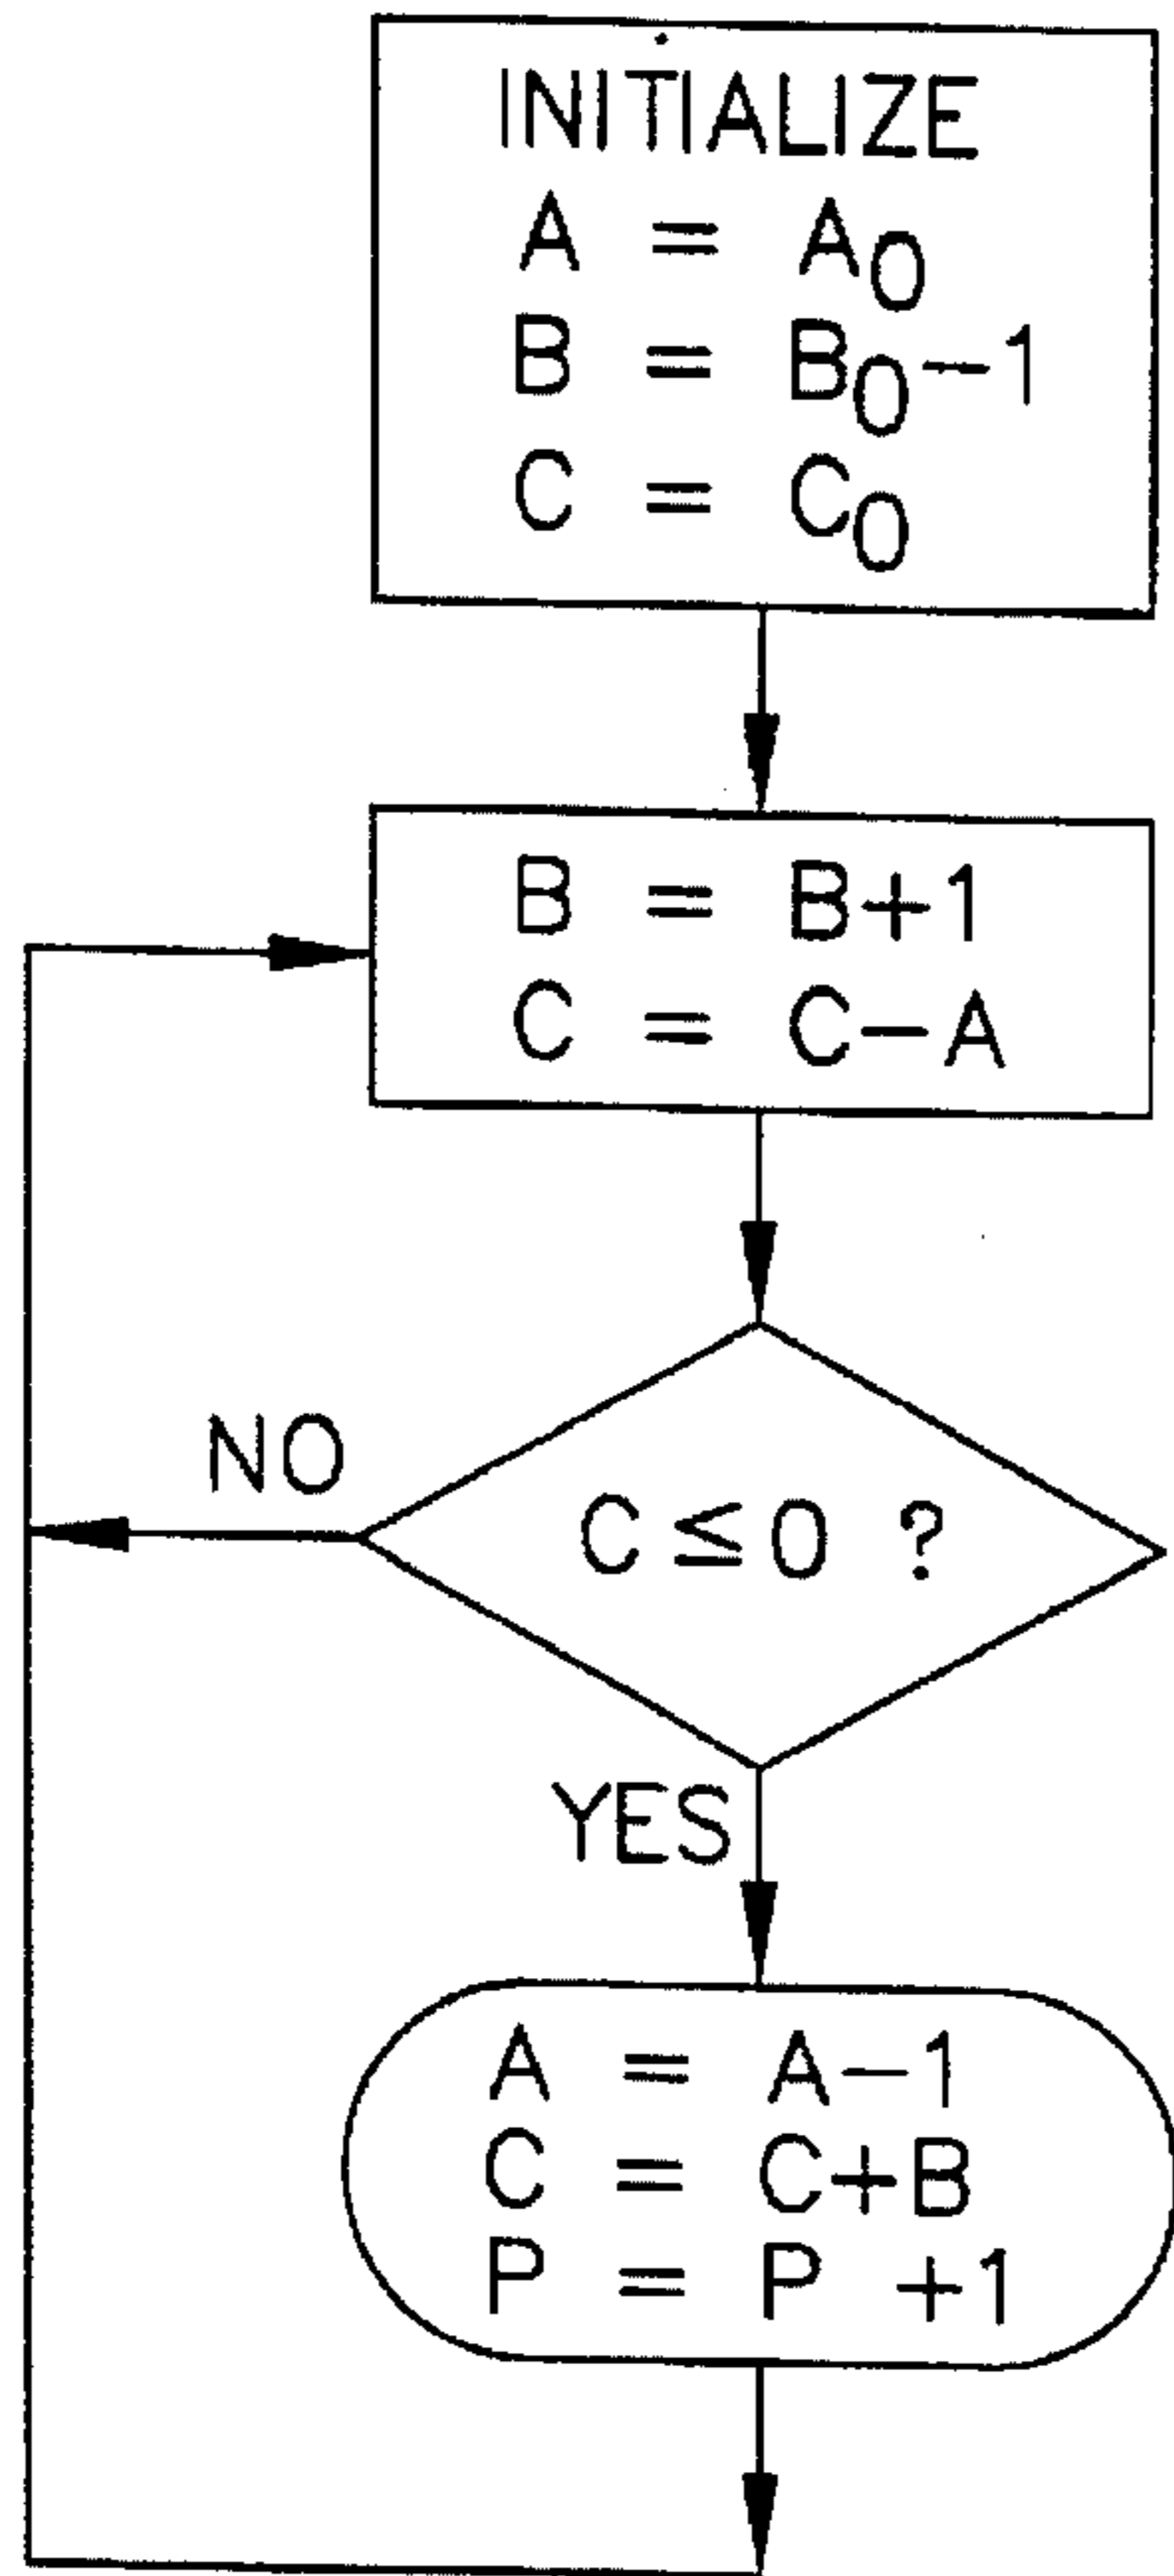 INITIALIZE
A = A₀
B = B₀-1
C = C₀
B = B+1
C = C-A
NO
C ≤ 0 ?
YES
A = A-1
C = C+B
P = P +1